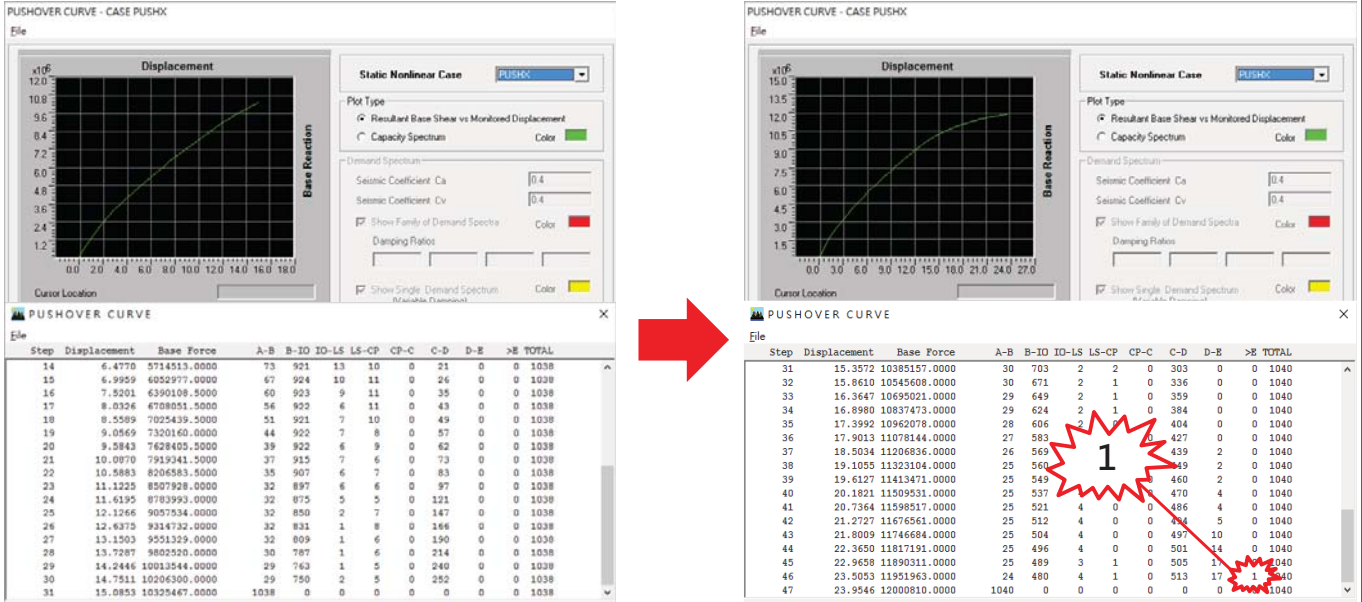 PUSHOVER CURVE - CASE PUSHX
File
Displacement
x10⁶
12.0
10.8
9.6
8.4
7.2
6.0
4.8
3.6
2.4
1.2
0.0 2.0 4.0 6.0 8.0 10.0 12.0 14.0 16.0 18.0
Base Reaction
Cursor Location
Static Nonlinear Case PUSHX
Plot Type
Resultant Base Shear vs Monitored Displacement
Capacity Spectrum Color
Demand Spectrum
Seismic Coefficient Ca 0.4
Seismic Coefficient Cv 0.4
Show Family of Demand Spectra Color
Damping Ratios
Show Single Demand Spectrum Color
(Variable Damping)
PUSHOVER CURVE
File
Step Displacement Base Force A-B B-IO IO-LS LS-CP CP-C C-D D-E >E TOTAL
14 6.4770 5714513.0000 73 921 13 10 0 21 0 0 1038
15 6.9959 6052977.0000 67 924 10 11 0 26 0 0 1038
16 7.5201 6390108.5000 60 923 9 11 0 35 0 0 1038
17 8.0326 6708051.5000 56 922 6 11 0 43 0 0 1038
18 8.5589 7025439.5000 51 921 7 10 0 49 0 0 1038
19 9.0569 7320160.0000 44 922 7 8 0 57 0 0 1038
20 9.5843 7628405.5000 39 922 6 9 0 62 0 0 1038
21 10.0870 7919341.5000 37 915 7 6 0 73 0 0 1038
22 10.5883 8206583.5000 35 907 6 7 0 83 0 0 1038
23 11.1225 8507928.0000 32 897 6 6 0 97 0 0 1038
24 11.6195 8783993.0000 32 875 5 5 0 121 0 0 1038
25 12.1266 9057534.0000 32 850 2 7 0 147 0 0 1038
26 12.6375 9314732.0000 32 831 1 8 0 166 0 0 1038
27 13.1503 9551329.0000 32 809 1 6 0 190 0 0 1038
28 13.7287 9802520.0000 30 787 1 6 0 214 0 0 1038
29 14.2446 10013544.0000 29 763 1 5 0 240 0 0 1038
30 14.7511 10206300.0000 29 750 2 5 0 252 0 0 1038
31 15.0853 10325467.0000 1038 0 0 0 0 0 0 0 1038
PUSHOVER CURVE - CASE PUSHX
File
Displacement
x10⁶
15.0
13.5
12.0
10.5
9.0
7.5
6.0
4.5
3.0
1.5
0.0 3.0 6.0 9.0 12.0 15.0 18.0 21.0 24.0 27.0
Base Reaction
Cursor Location
Static Nonlinear Case PUSHX
Plot Type
Resultant Base Shear vs Monitored Displacement
Capacity Spectrum Color
Demand Spectrum
Seismic Coefficient Ca 0.4
Seismic Coefficient Cv 0.4
Show Family of Demand Spectra Color
Damping Ratios
Show Single Demand Spectrum Color
PUSHOVER CURVE
File
Step Displacement Base Force A-B B-IO IO-LS LS-CP CP-C C-D D-E >E TOTAL
31 15.3572 10385157.0000 30 703 2 2 0 303 0 0 1040
32 15.8610 10545608.0000 30 671 2 1 0 336 0 0 1040
33 16.3647 10695021.0000 29 649 2 1 0 359 0 0 1040
34 16.8980 10837473.0000 29 624 2 1 0 384 0 0 1040
35 17.3992 10962078.0000 28 606 2 404 0 0 1040
36 17.9013 11078144.0000 27 583 0 427 0 0 1040
37 18.5034 11206836.0000 26 569 439 2 0 1040
38 19.1055 11323104.0000 25 560 449 2 0 1040
39 19.6127 11413471.0000 25 549 460 2 0 1040
40 20.1821 11509531.0000 25 537 0 470 4 0 1040
41 20.7364 11598517.0000 25 521 4 0 0 486 4 0 1040
42 21.2727 11676561.0000 25 512 4 0 0 494 5 0 1040
43 21.8009 11746684.0000 25 504 4 0 0 497 10 0 1040
44 22.3650 11817191.0000 25 496 4 0 0 501 14 0 1040
45 22.9658 11890311.0000 25 489 3 1 0 505 17 1040
46 23.5053 11951963.0000 24 480 4 1 0 513 17 1 1040
47 23.9546 12000810.0000 1040 0 0 0 0 0 0 1040
1